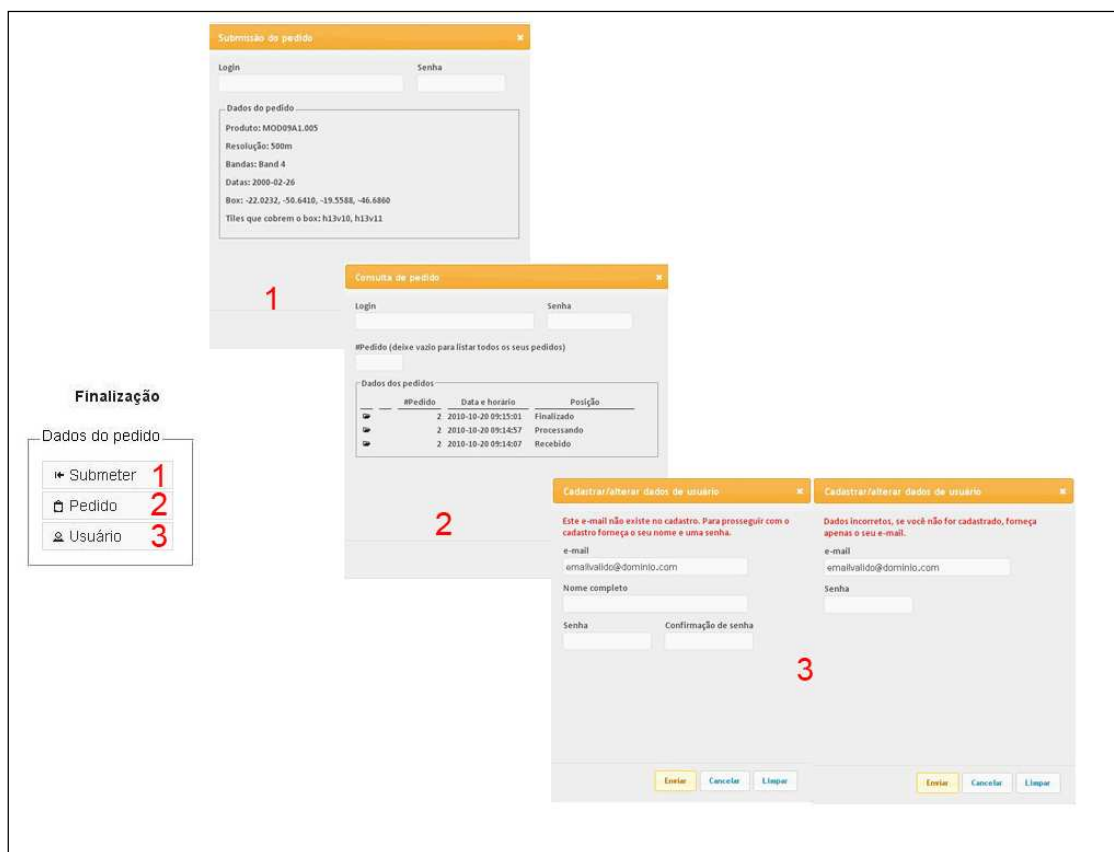 Submissão do pedido
Login
Senha
Dados do pedido
Produto: MOD09A1.005
Resolução: 500m
Bandas: Band 4
Datas: 2000-02-26
Box: -22.0232, -50.6410, -19.5588, -46.6860
Tiles que cobrem o box: h13v10, h13v11
1
Consulta de pedido
Login
Senha
#Pedido (deixe vazio para listar todos os seus pedidos)
Dados dos pedidos
#Pedido Data e horário Posição
2 2010-10-20 09:15:01 Finalizado
2 2010-10-20 09:14:57 Processando
2 2010-10-20 09:14:07 Recebido
2
Finalização
Dados do pedido
Submeter 1
Pedido 2
Usuário 3
Cadastrar/alterar dados de usuário
Este e-mail não existe no cadastro. Para prosseguir com o
cadastro forneça o seu nome e uma senha.
e-mail
emailvalido@dominio.com
Nome completo
Senha
Confirmação de senha
Enviar Cancelar Limpar
3
Cadastrar/alterar dados de usuário
Dados incorretos, se você não for cadastrado, forneça
apenas o seu e-mail.
e-mail
emailvalido@dominio.com
Senha
Enviar Cancelar Limpar